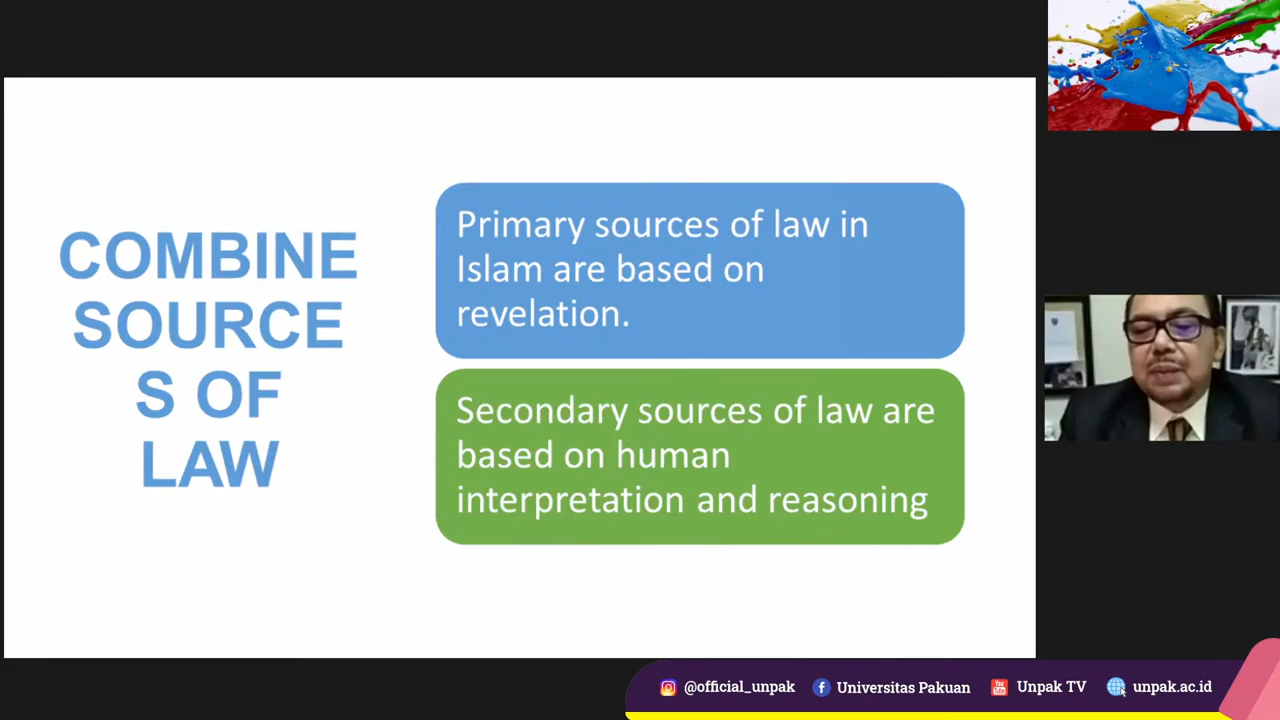 COMBINE
SOURCE
S OF
LAW
Primary sources of law in
Islam are based on
revelation.
Secondary sources of law are
based on human
interpretation and reasoning
@official_unpak Universitas Pakuan Unpak TV unpak.ac.id